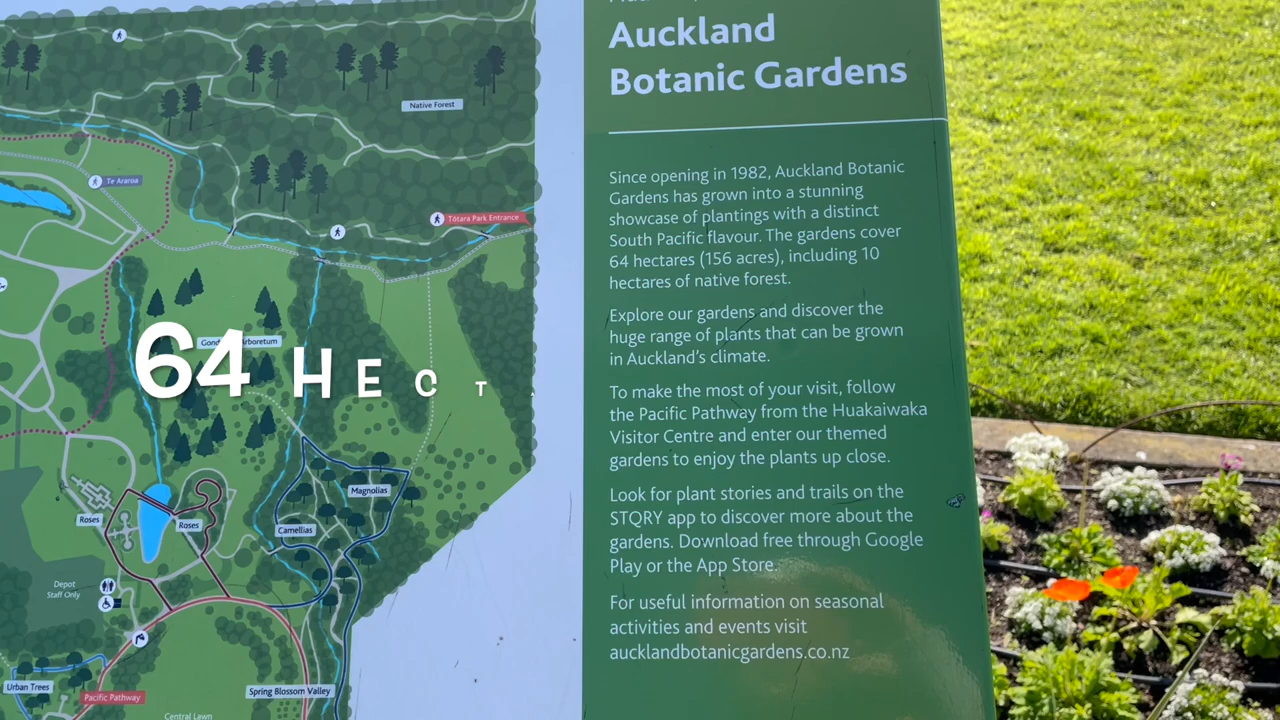 Auckland
Botanic Gardens
Since opening in 1982, Auckland Botanic
Gardens has grown into a stunning
showcase of plantings with a distinct
South Pacific flavour. The gardens cover
64 hectares (156 acres), including 10
hectares of native forest.
Explore our gardens and discover the
huge range of plants that can be grown
in Auckland's climate.
To make the most of your visit, follow
the Pacific Pathway from the Huakaiwaka
Visitor Centre and enter our themed
gardens to enjoy the plants up close.
Look for plant stories and trails on the
STQRY app to discover more about the
gardens. Download free through Google
Play or the App Store.
For useful information on seasonal
activities and events visit
aucklandbotanicgardens.co.nz
Native Forest
Te Araroa
Tōtara Park Entrance
Arboretum
64 HECT
Magnolias
Roses
Roses
Camellias
Depot
Staff Only
Urban Trees
Pacific Pathway
Spring Blossom Valley
Central Lawn